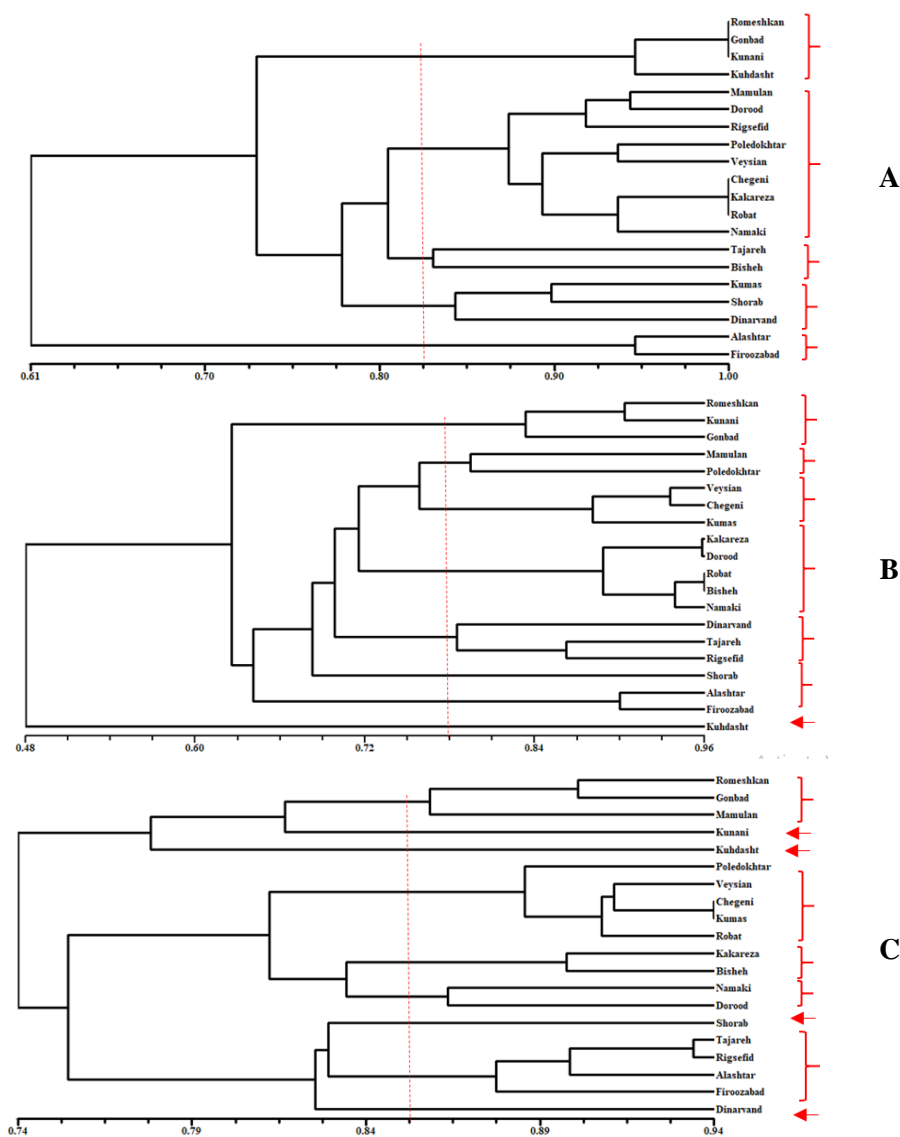 Romeshkan
Gonbad
Kunani
Kuhdasht
Mamulan
Dorood
Rigsefid
Poledokhtar
Veysian
Chegeni
Kakareza
Robat
Namaki
Tajareh
Bisheh
Kumas
Shorab
Dinarvand
Alashtar
Firoozabad
A
0.61 0.70 0.80 0.90 1.00
Romeshkan
Kunani
Gonbad
Mamulan
Poledokhtar
Veysian
Chegeni
Kumas
Kakareza
Dorood
Robat
Bisheh
Namaki
Dinarvand
Tajareh
Rigsefid
Shorab
Alashtar
Firoozabad
Kuhdasht
B
0.48 0.60 0.72 0.84 0.96
Romeshkan
Gonbad
Mamulan
Kunani
Kuhdasht
Poledokhtar
Veysian
Chegeni
Kumas
Robat
Kakareza
Bisheh
Namaki
Dorood
Shorab
Tajareh
Rigsefid
Alashtar
Firoozabad
Dinarvand
C
0.74 0.79 0.84 0.89 0.94